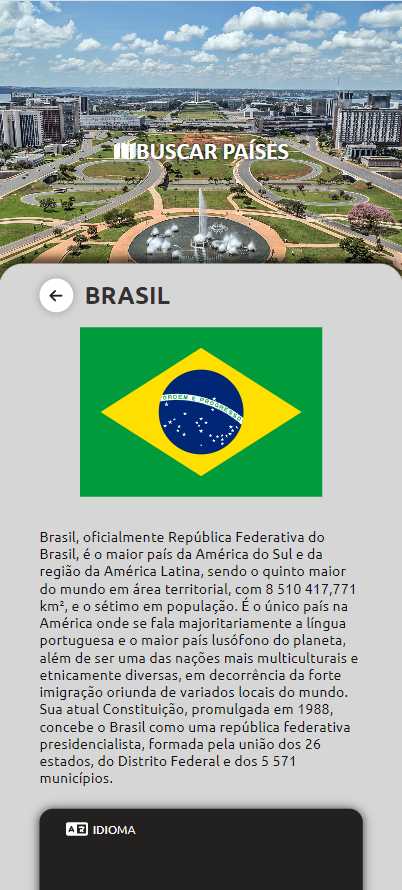 BUSCAR PAÍSES
BRASIL
ORDEM E PROGRESSO
Brasil, oficialmente República Federativa do
Brasil, é o maior país da América do Sul e da
região da América Latina, sendo o quinto maior
do mundo em área territorial, com 8 510 417,771
km², e o sétimo em população. É o único país na
América onde se fala majoritariamente a língua
portuguesa e o maior país lusófono do planeta,
além de ser uma das nações mais multiculturais e
etnicamente diversas, em decorrência da forte
imigração oriunda de variados locais do mundo.
Sua atual Constituição, promulgada em 1988,
concebe o Brasil como uma república federativa
presidencialista, formada pela união dos 26
estados, do Distrito Federal e dos 5 571
municípios.
IDIOMA